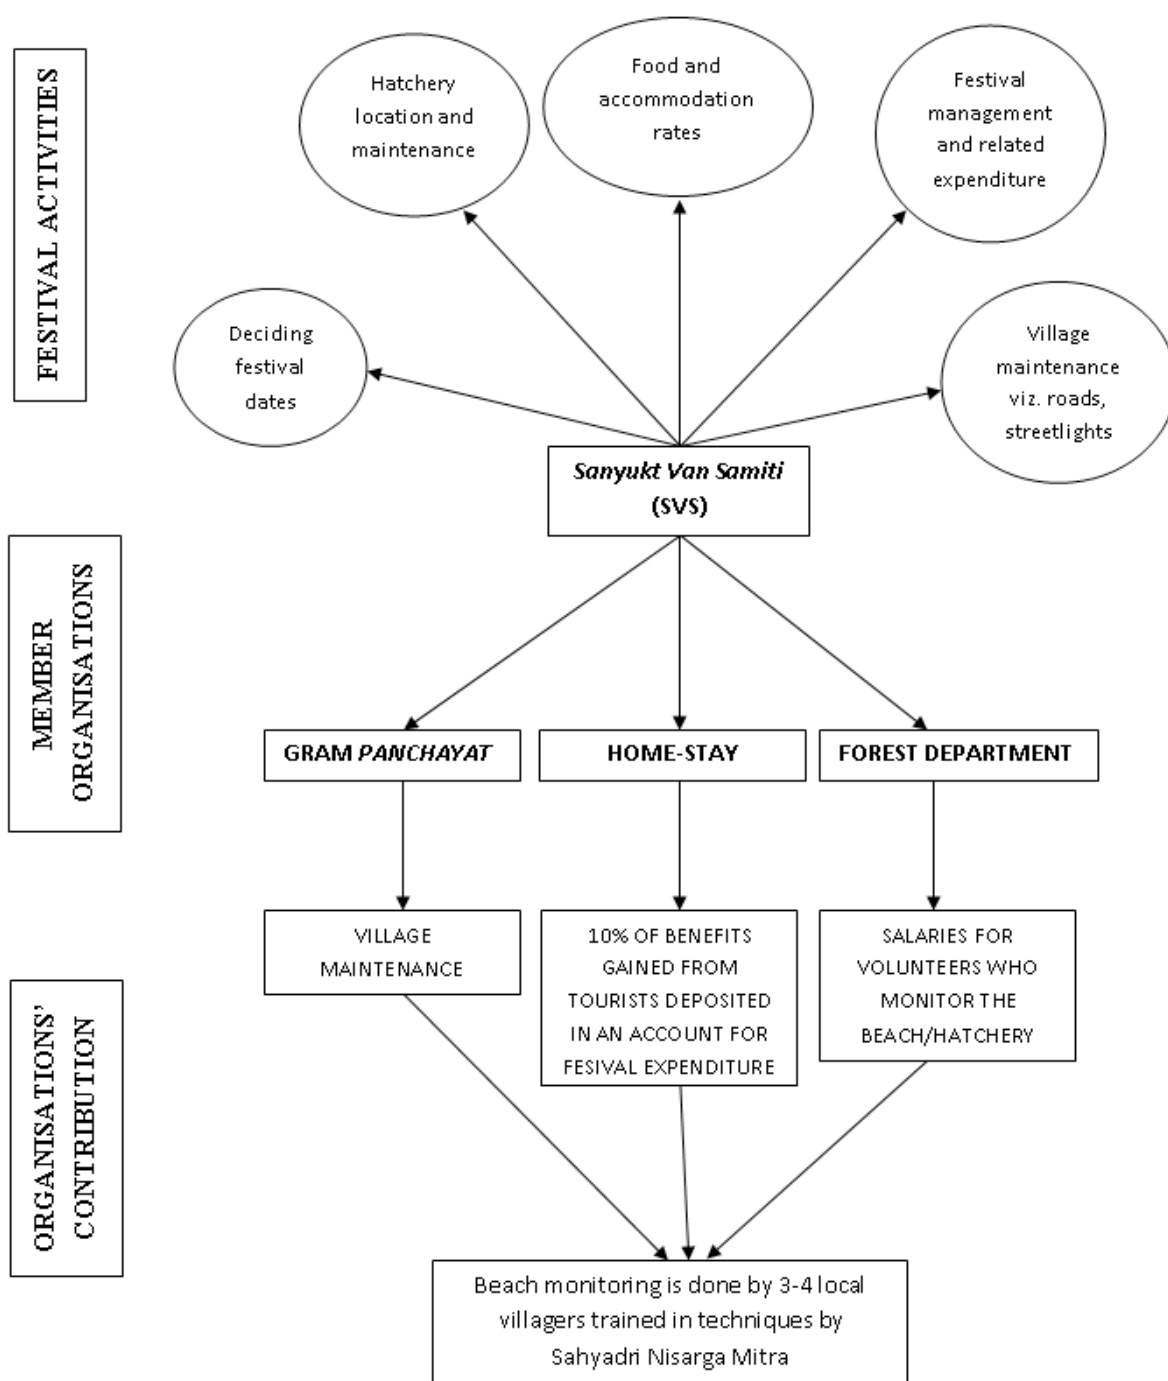 FESTIVAL ACTIVITIES
Hatchery
location and
maintenance
Food and
accommodation
rates
Festival
management
and related
expenditure
Deciding
festival
dates
Village
maintenance
viz. roads,
streetlights
Sanyukt Van Samiti
(SVS)
MEMBER
ORGANISATIONS
GRAM PANCHAYAT
HOME-STAY
FOREST DEPARTMENT
ORGANISATIONS'
CONTRIBUTION
VILLAGE
MAINTENANCE
10% OF BENEFITS
GAINED FROM
TOURISTS DEPOSITED
IN AN ACCOUNT FOR
FESIVAL EXPENDITURE
SALARIES FOR
VOLUNTEERS WHO
MONITOR THE
BEACH/HATCHERY
Beach monitoring is done by 3-4 local
villagers trained in techniques by
Sahyadri Nisarga Mitra